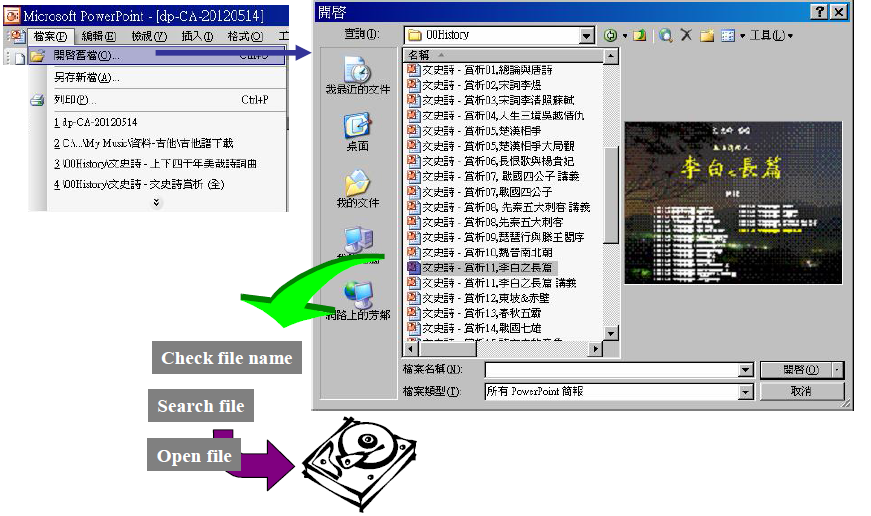 Microsoft PowerPoint - [dp-CA-20120514]
檔案(F) 編輯(E) 檢視(V) 插入(I) 格式(O) 工
開啓舊檔(O)... Ctrl+O
另存新檔(A)...
列印(P)... Ctrl+P
1 dp-CA-20120514
2 C:\...\My Music\資料-吉他\吉他譜下載
3 \00History\文史詩 - 上下四千年美哉詩詞曲
4 \00History\文史詩 - 文史詩賞析 (全)
開啓
查詢(I): 00History 工具(L)
名稱
文史詩 - 賞析01,總論與唐詩
文史詩 - 賞析02,宋詞李煜
文史詩 - 賞析03,宋詞李清照蘇軾
文史詩 - 賞析04,人生三墳吳越情仇
文史詩 - 賞析05,楚漢相爭
文史詩 - 賞析05,楚漢相爭大局觀
文史詩 - 賞析06,長恨歌與楊貴妃
文史詩 - 賞析07, 戰國四公子 講義
文史詩 - 賞析07,戰國四公子
文史詩 - 賞析08, 先秦五大刺客 講義
文史詩 - 賞析08,先秦五大刺客
文史詩 - 賞析09,琵琶行與滕王閣序
文史詩 - 賞析10,魏晉南北朝
文史詩 - 賞析11,李白之長篇
文史詩 - 賞析11,李白之長篇 講義
文史詩 - 賞析12,東坡&赤壁
文史詩 - 賞析13,春秋五霸
文史詩 - 賞析14,戰國七雄
我最近的文件
桌面
我的文件
網路上的芳鄰
李白之長篇
檔案名稱(N): 開啓(O)
檔案類型(T): 所有 PowerPoint 簡報 取消
Check file name
Search file
Open file